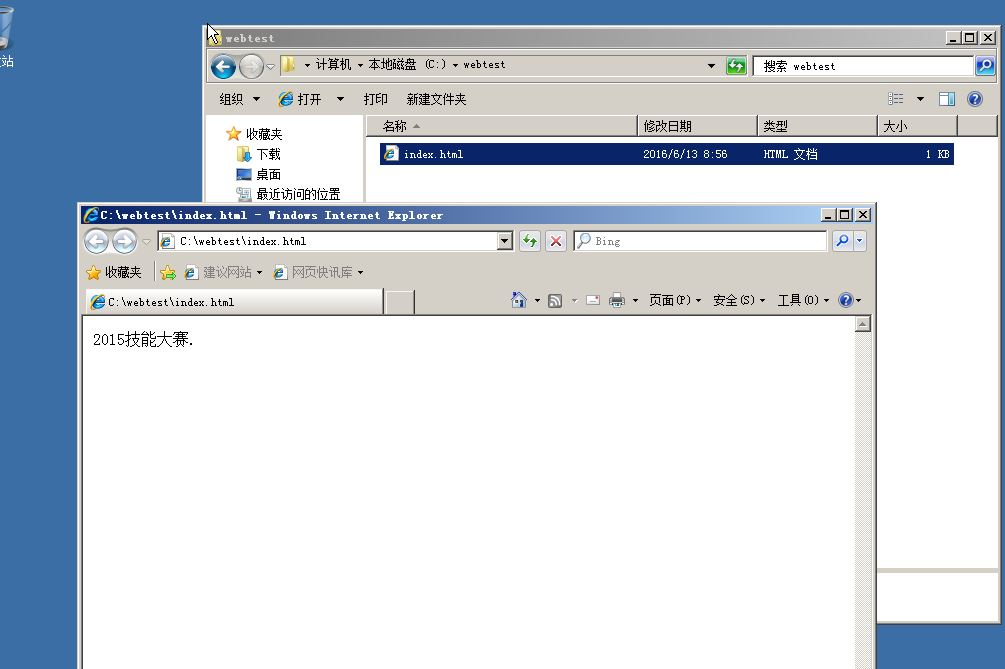 站
webtest
计算机 本地磁盘 (C:) webtest
搜索 webtest
组织 打开 打印 新建文件夹
名称 修改日期 类型 大小
收藏夹
index.html 2016/6/13 8:56 HTML 文档 1 KB
下载
桌面
最近访问的位置
C:\webtest\index.html - Windows Internet Explorer
C:\webtest\index.html
Bing
收藏夹 建议网站 网页快讯库
C:\webtest\index.html
页面(P) 安全(S) 工具(O)
2015技能大赛.